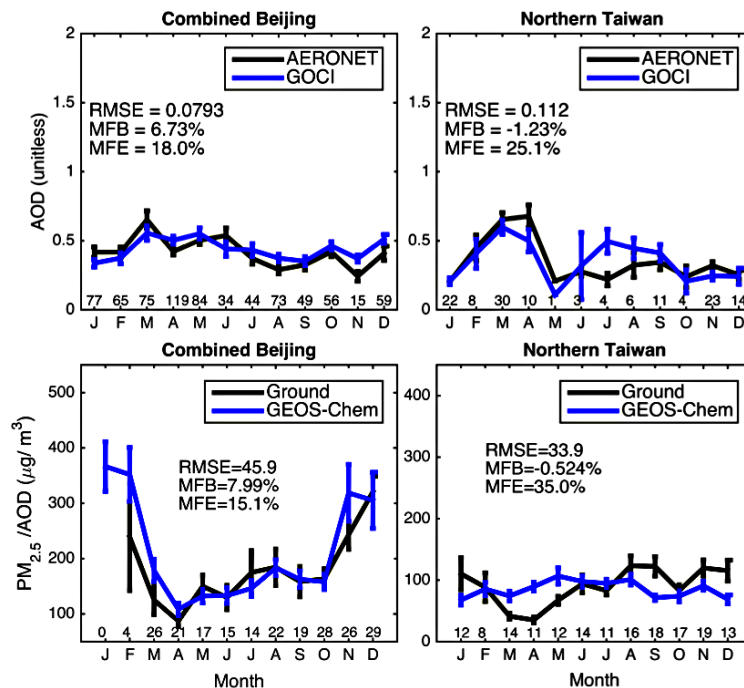 Combined Beijing
Northern Taiwan
2
1.5
1
0.5
0
AOD (unitless)
AERONET
GOCI
RMSE = 0.0793
MFB = 6.73%
MFE = 18.0%
77 65 75 119 84 34 44 73 49 56 15 59
J F M A M J J A S O N D
2
1.5
1
0.5
0
AERONET
GOCI
RMSE = 0.112
MFB = -1.23%
MFE = 25.1%
22 8 30 10 1 3 4 6 11 4 23 14
J F M A M J J A S O N D
Combined Beijing
Northern Taiwan
500
400
300
200
100
PM2.5 /AOD (μg/ m3)
Ground
GEOS-Chem
RMSE=45.9
MFB=7.99%
MFE=15.1%
0 4 26 21 17 15 14 22 19 28 26 29
J F M A M J J A S O N D
Month
400
300
200
100
0
Ground
GEOS-Chem
RMSE=33.9
MFB=-0.524%
MFE=35.0%
12 8 14 11 12 14 11 16 18 17 19 13
J F M A M J J A S O N D
Month